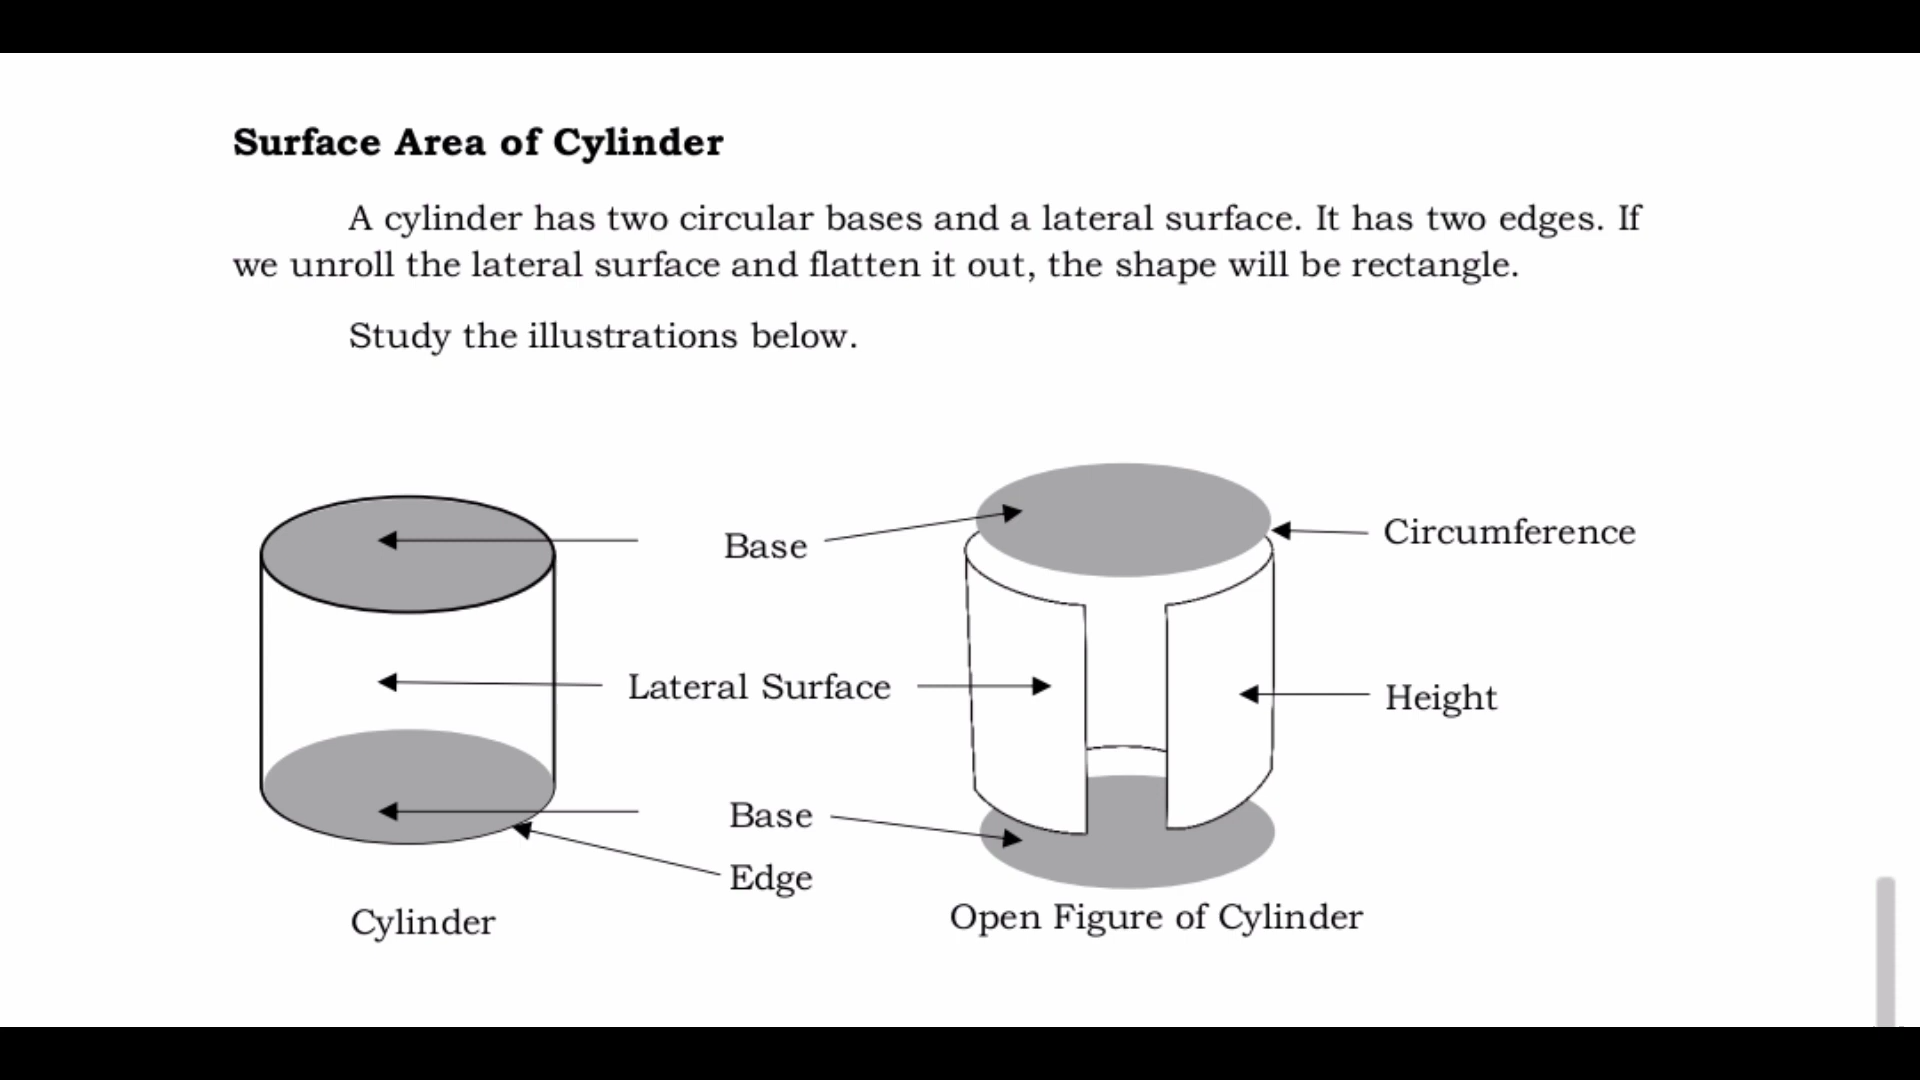 Surface Area of Cylinder
A cylinder has two circular bases and a lateral surface. It has two edges. If
we unroll the lateral surface and flatten it out, the shape will be rectangle.
Study the illustrations below.
Base
Circumference
Lateral Surface
Height
Base
Edge
Cylinder
Open Figure of Cylinder